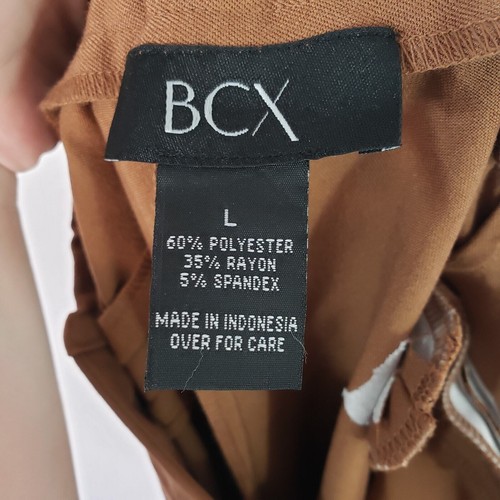 BCX
L
60% POLYESTER
35% RAYON
5% SPANDEX
MADE IN INDONESIA
OVER FOR CARE